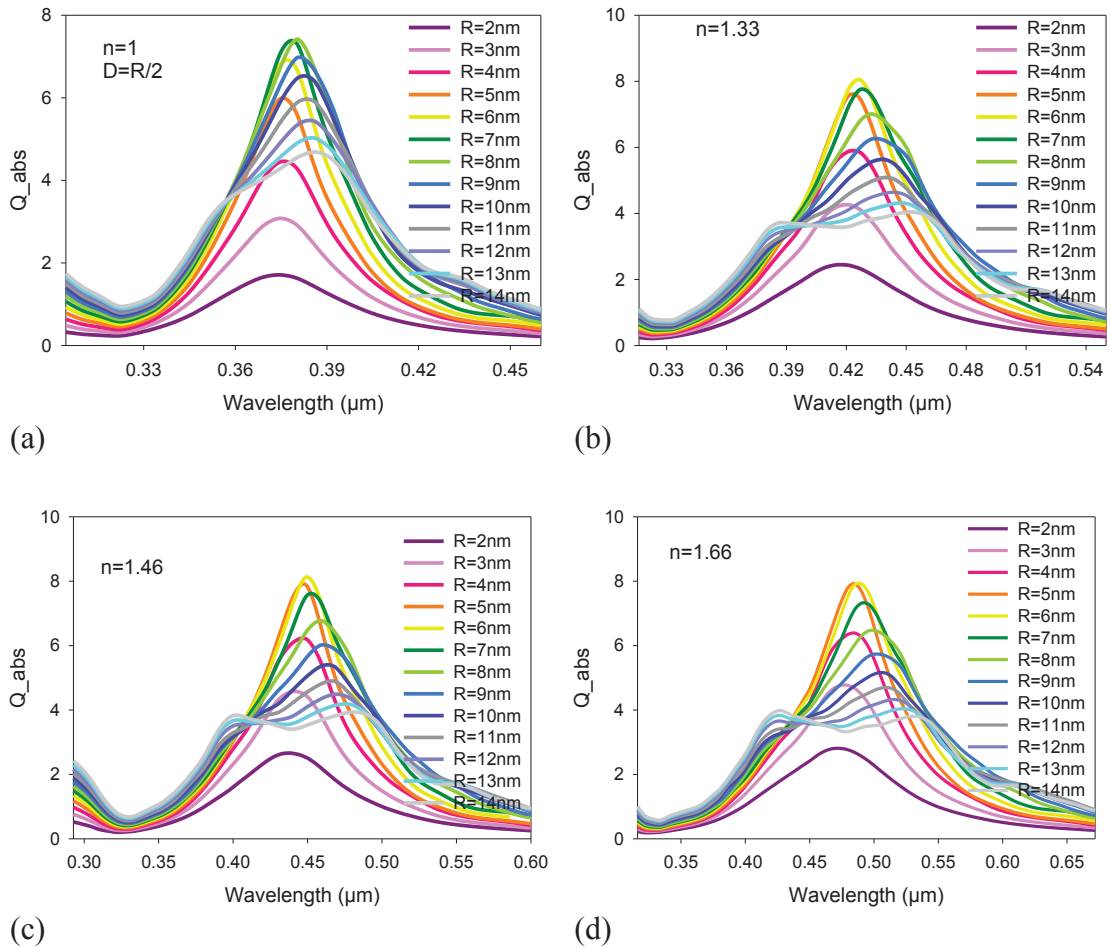 8
6
4
2
0
Q_abs
n=1
D=R/2
R=2nm
R=3nm
R=4nm
R=5nm
R=6nm
R=7nm
R=8nm
R=9nm
R=10nm
R=11nm
R=12nm
R=13nm
R=14nm
0.33 0.36 0.39 0.42 0.45
Wavelength (µm)
(a)
10
8
6
4
2
0
Q_abs
n=1.33
R=2nm
R=3nm
R=4nm
R=5nm
R=6nm
R=7nm
R=8nm
R=9nm
R=10nm
R=11nm
R=12nm
R=13nm
R=14nm
0.33 0.36 0.39 0.42 0.45 0.48 0.51 0.54
Wavelength (µm)
(b)
10
8
6
4
2
0
Q_abs
n=1.46
R=2nm
R=3nm
R=4nm
R=5nm
R=6nm
R=7nm
R=8nm
R=9nm
R=10nm
R=11nm
R=12nm
R=13nm
R=14nm
0.30 0.35 0.40 0.45 0.50 0.55 0.60
Wavelength (µm)
(c)
10
8
6
4
2
0
Q_abs
n=1.66
R=2nm
R=3nm
R=4nm
R=5nm
R=6nm
R=7nm
R=8nm
R=9nm
R=10nm
R=11nm
R=12nm
R=13nm
R=14nm
0.35 0.40 0.45 0.50 0.55 0.60 0.65
Wavelength (µm)
(d)